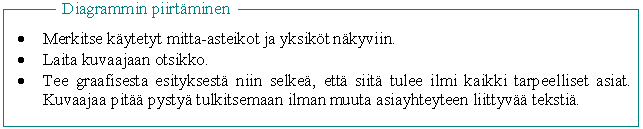 Diagrammin piirtäminen
• Merkitse käytetyt mitta-asteikot ja yksiköt näkyviin.
• Laita kuvaajaan otsikko.
• Tee graafisesta esityksestä niin selkeä, että siitä tulee ilmi kaikki tarpeelliset asiat.
Kuvaajaa pitää pystyä tulkitsemaan ilman muuta asiayhteyteen liittyvää tekstiä.